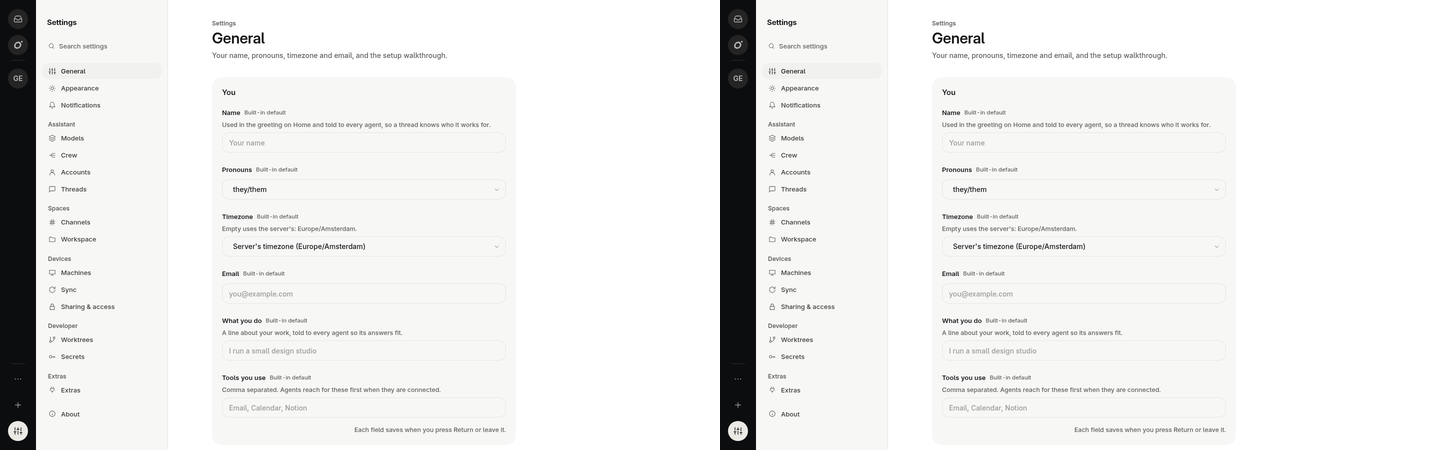 Settings
Search settings
General
Appearance
Notifications
Assistant
Models
Crew
Accounts
Threads
Spaces
Channels
Workspace
Devices
Machines
Sync
Sharing & access
Developer
Worktrees
Secrets
Extras
Extras
About
GE
Settings
General
Your name, pronouns, timezone and email, and the setup walkthrough.
You
Name Built-in default
Used in the greeting on Home and told to every agent, so a thread knows who it works for.
Your name
Pronouns Built-in default
they/them
Timezone Built-in default
Empty uses the server's: Europe/Amsterdam.
Server's timezone (Europe/Amsterdam)
Email Built-in default
you@example.com
What you do Built-in default
A line about your work, told to every agent so its answers fit.
I run a small design studio
Tools you use Built-in default
Comma separated. Agents reach for these first when they are connected.
Email, Calendar, Notion
Each field saves when you press Return or leave it.
Settings
Search settings
General
Appearance
Notifications
Assistant
Models
Crew
Accounts
Threads
Spaces
Channels
Workspace
Devices
Machines
Sync
Sharing & access
Developer
Worktrees
Secrets
Extras
Extras
About
GE
Settings
General
Your name, pronouns, timezone and email, and the setup walkthrough.
You
Name Built-in default
Used in the greeting on Home and told to every agent, so a thread knows who it works for.
Your name
Pronouns Built-in default
they/them
Timezone Built-in default
Empty uses the server's: Europe/Amsterdam.
Server's timezone (Europe/Amsterdam)
Email Built-in default
you@example.com
What you do Built-in default
A line about your work, told to every agent so its answers fit.
I run a small design studio
Tools you use Built-in default
Comma separated. Agents reach for these first when they are connected.
Email, Calendar, Notion
Each field saves when you press Return or leave it.